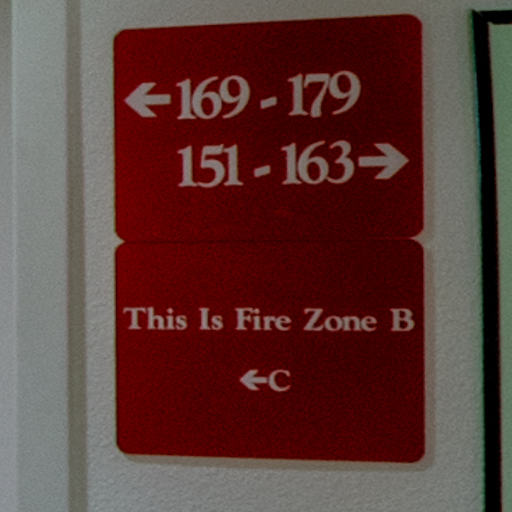 ←169 - 179
151 - 163→
This Is Fire Zone B
←C